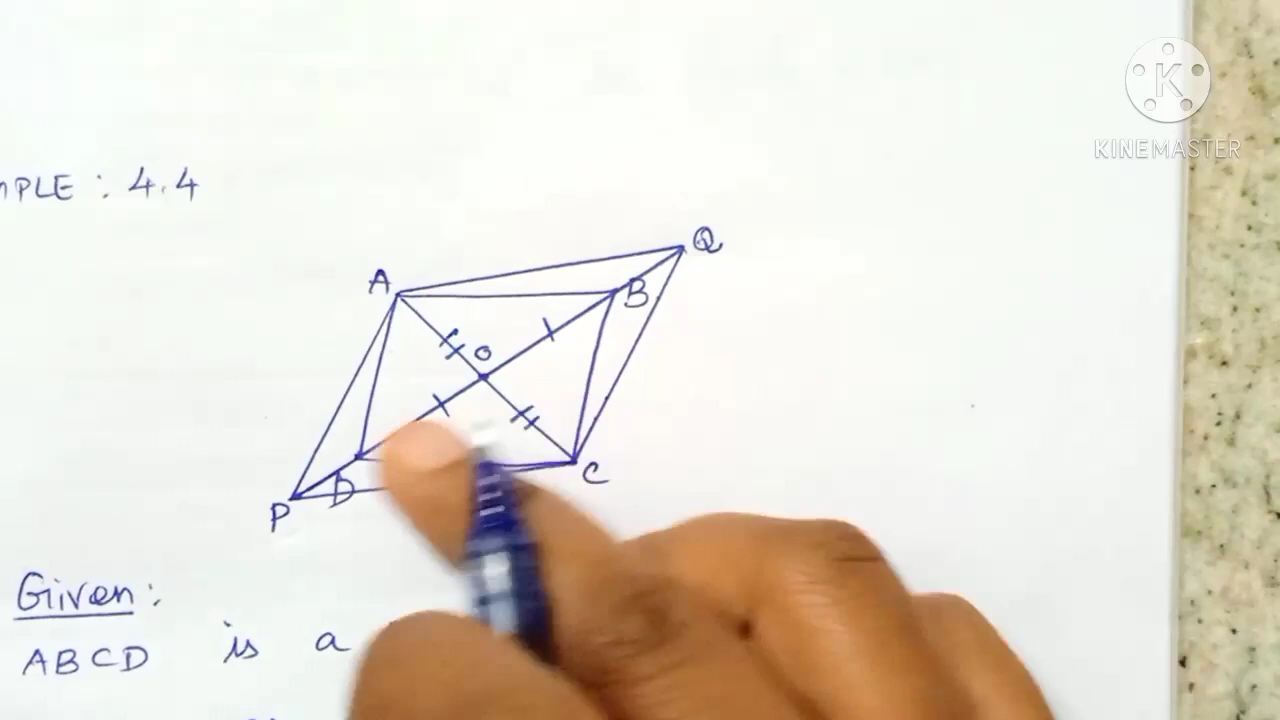 K
KINEMASTER
MPLE : 4.4
Q
A
B
O
C
D
P
Given :
ABCD is a